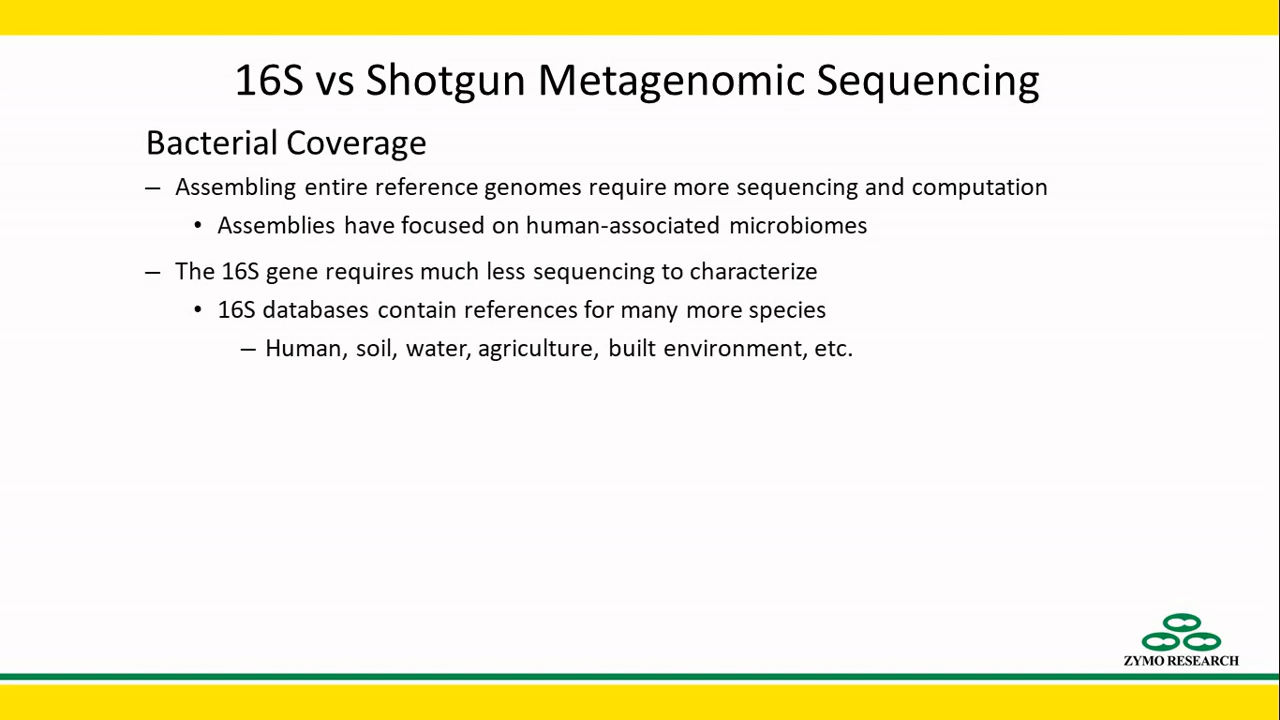 16S vs Shotgun Metagenomic Sequencing
Bacterial Coverage
– Assembling entire reference genomes require more sequencing and computation
• Assemblies have focused on human-associated microbiomes
– The 16S gene requires much less sequencing to characterize
• 16S databases contain references for many more species
– Human, soil, water, agriculture, built environment, etc.
ZYMO RESEARCH